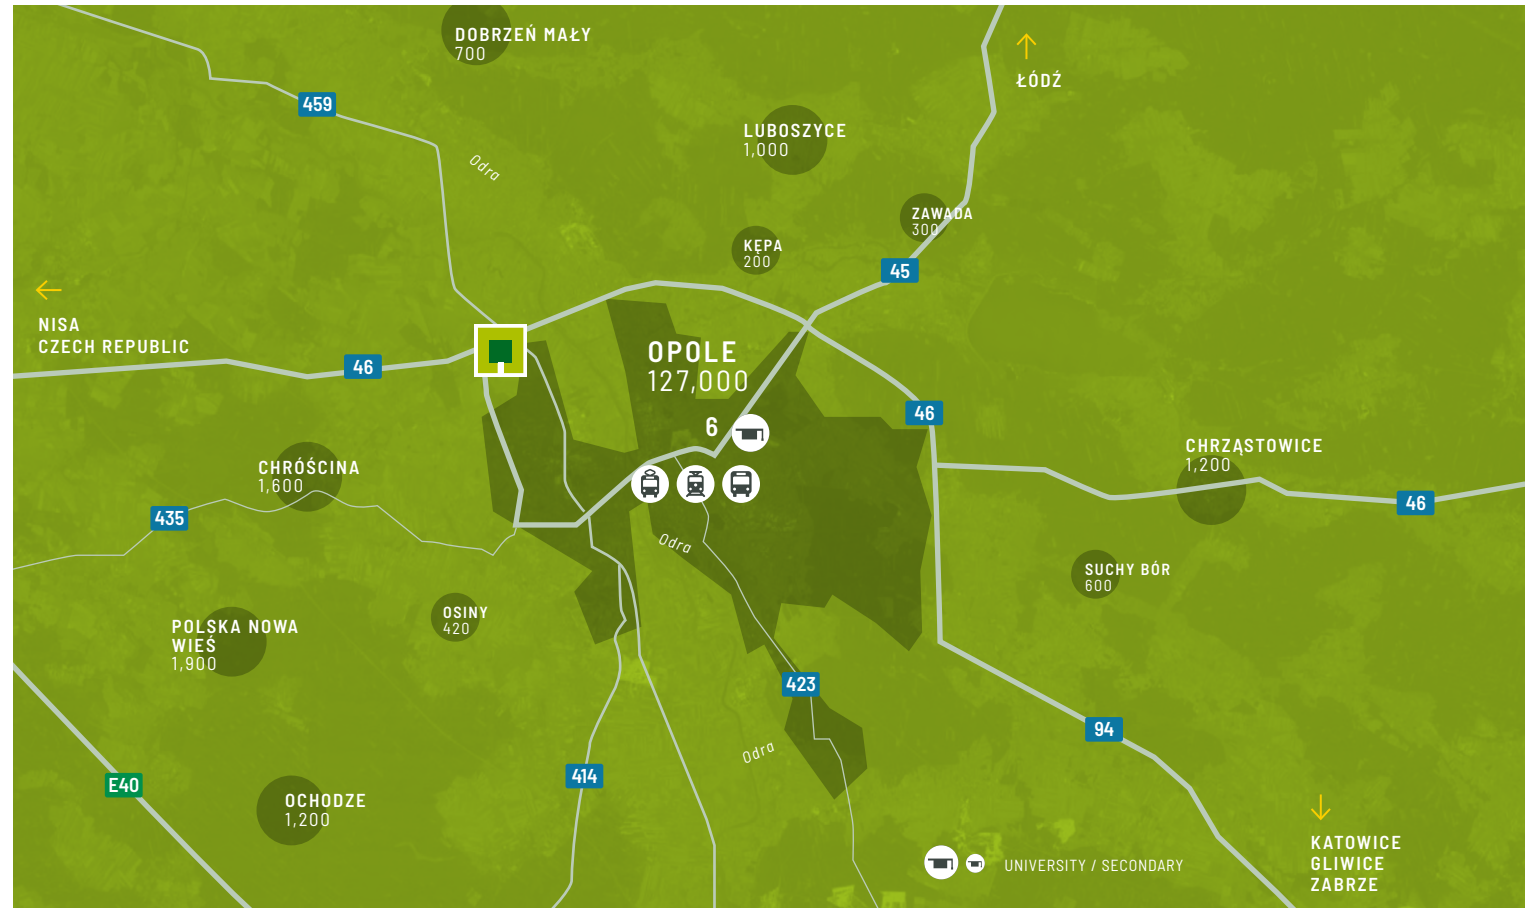 DOBRZEŃ MAŁY
700
ŁÓDŹ
459
LUBOSZYCE
1,000
Odra
ZAWADA
300
KĘPA
200
45
NISA
CZECH REPUBLIC
46
OPOLE
127,000
46
6
CHRZĄSTOWICE
1,200
CHRÓŚCINA
1,600
46
435
Odra
SUCHY BÓR
600
OSINY
420
POLSKA NOWA
WIEŚ
1,900
423
94
Odra
414
E40
OCHODZE
1,200
KATOWICE
GLIWICE
ZABRZE
UNIVERSITY / SECONDARY